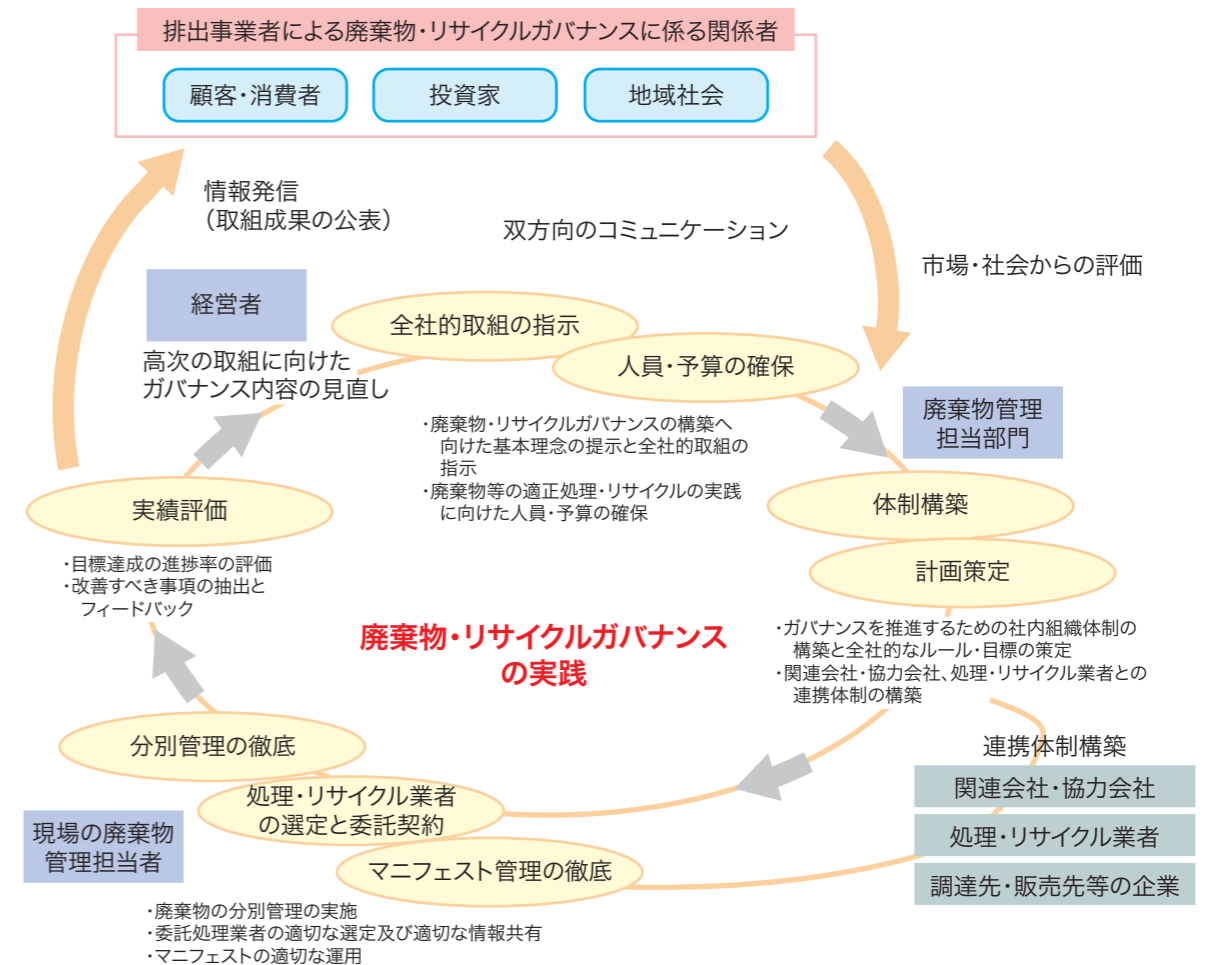 排出事業者による廃棄物・リサイクルガバナンスに係る関係者
顧客・消費者
投資家
地域社会
情報発信
（取組成果の公表）
双方向のコミュニケーション
市場・社会からの評価
経営者
高次の取組に向けた
ガバナンス内容の見直し
全社的取組の指示
人員・予算の確保
・廃棄物・リサイクルガバナンスの構築へ
向けた基本理念の提示と全社的取組の
指示
・廃棄物等の適正処理・リサイクルの実践
に向けた人員・予算の確保
廃棄物管理
担当部門
体制構築
計画策定
・ガバナンスを推進するための社内組織体制の
構築と全社的なルール・目標の策定
・関連会社・協力会社、処理・リサイクル業者との
連携体制の構築
実績評価
・目標達成の進捗率の評価
・改善すべき事項の抽出と
フィードバック
廃棄物・リサイクルガバナンス
の実践
連携体制構築
関連会社・協力会社
処理・リサイクル業者
調達先・販売先等の企業
分別管理の徹底
処理・リサイクル業者
の選定と委託契約
マニフェスト管理の徹底
現場の廃棄物
管理担当者
・廃棄物の分別管理の実施
・委託処理業者の適切な選定及び適切な情報共有
・マニフェストの適切な運用